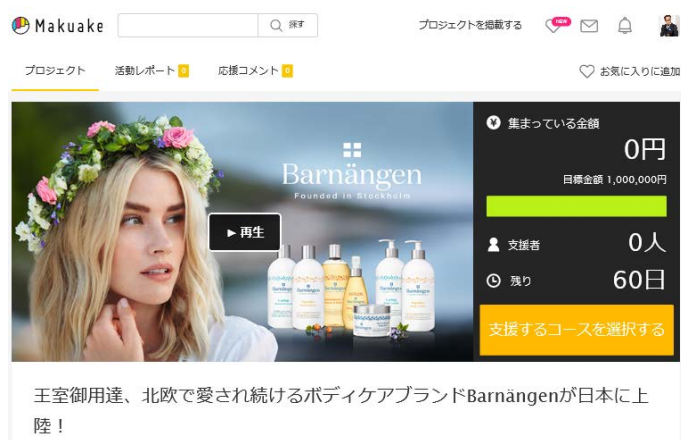 Makuake
探す
プロジェクトを掲載する
NEW
プロジェクト
活動レポート 0
応援コメント 0
お気に入りに追加
Barnängen
Founded in Stockholm
再生
Barnängen
集まっている金額
0円
目標金額 1,000,000円
支援者
0人
残り
60日
支援するコースを選択する
王室御用達、北欧で愛され続けるボディケアブランドBarnängenが日本に上
陸！